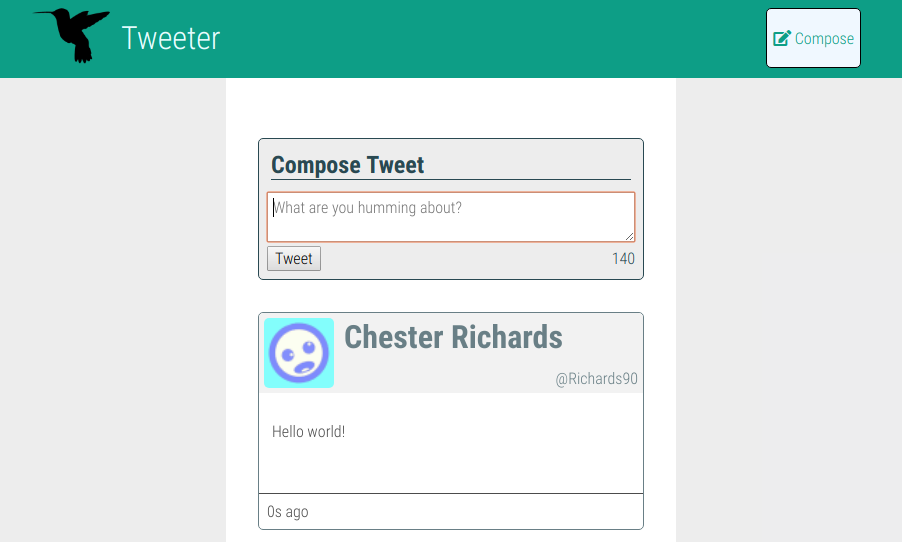 Tweeter
Compose
Compose Tweet
What are you humming about?
Tweet
140
Chester Richards
@Richards90
Hello world!
0s ago